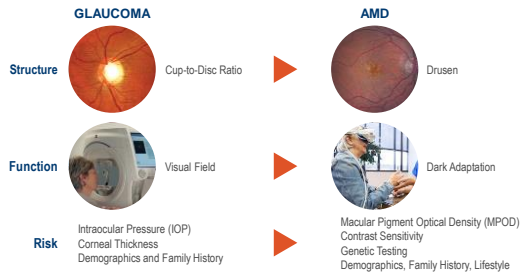 GLAUCOMA
AMD
Structure
Cup-to-Disc Ratio
Drusen
Function
Visual Field
Dark Adaptation
Risk
Intraocular Pressure (IOP)
Corneal Thickness
Demographics and Family History
Macular Pigment Optical Density (MPOD)
Contrast Sensitivity
Genetic Testing
Demographics, Family History, Lifestyle